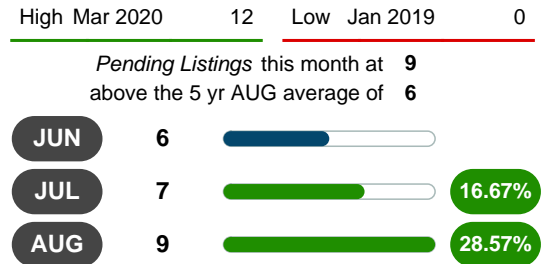 High Mar 2020 12 Low Jan 2019 0
Pending Listings this month at 9
above the 5 yr AUG average of 6
JUN 6
JUL 7 16.67%
AUG 9 28.57%